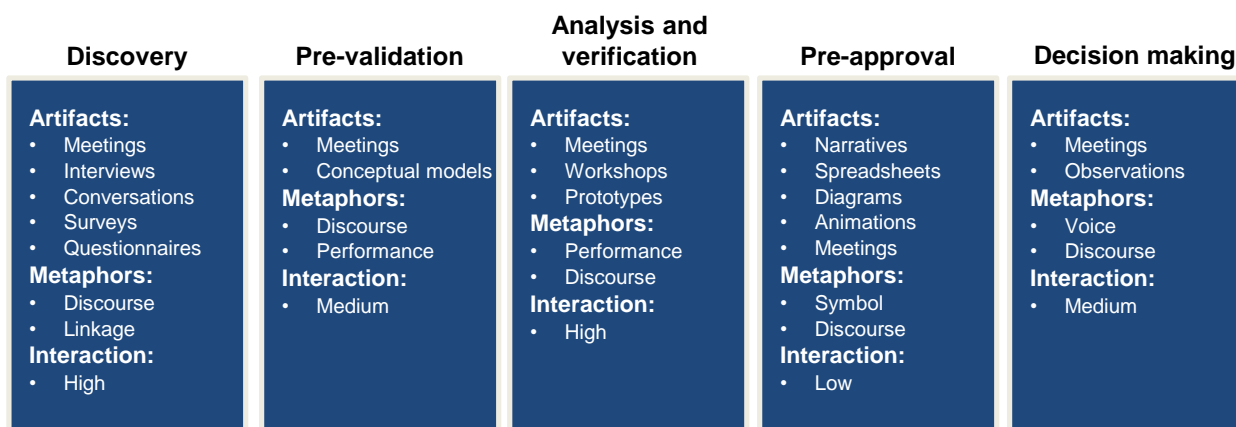 Discovery
Artifacts:
• Meetings
• Interviews
• Conversations
• Surveys
• Questionnaires
Metaphors:
• Discourse
• Linkage
Interaction:
• High
Pre-validation
Artifacts:
• Meetings
• Conceptual models
Metaphors:
• Discourse
• Performance
Interaction:
• Medium
Analysis and
verification
Artifacts:
• Meetings
• Workshops
• Prototypes
Metaphors:
• Performance
• Discourse
Interaction:
• High
Pre-approval
Artifacts:
• Narratives
• Spreadsheets
• Diagrams
• Animations
• Meetings
Metaphors:
• Symbol
• Discourse
Interaction:
• Low
Decision making
Artifacts:
• Meetings
• Observations
Metaphors:
• Voice
• Discourse
Interaction:
• Medium